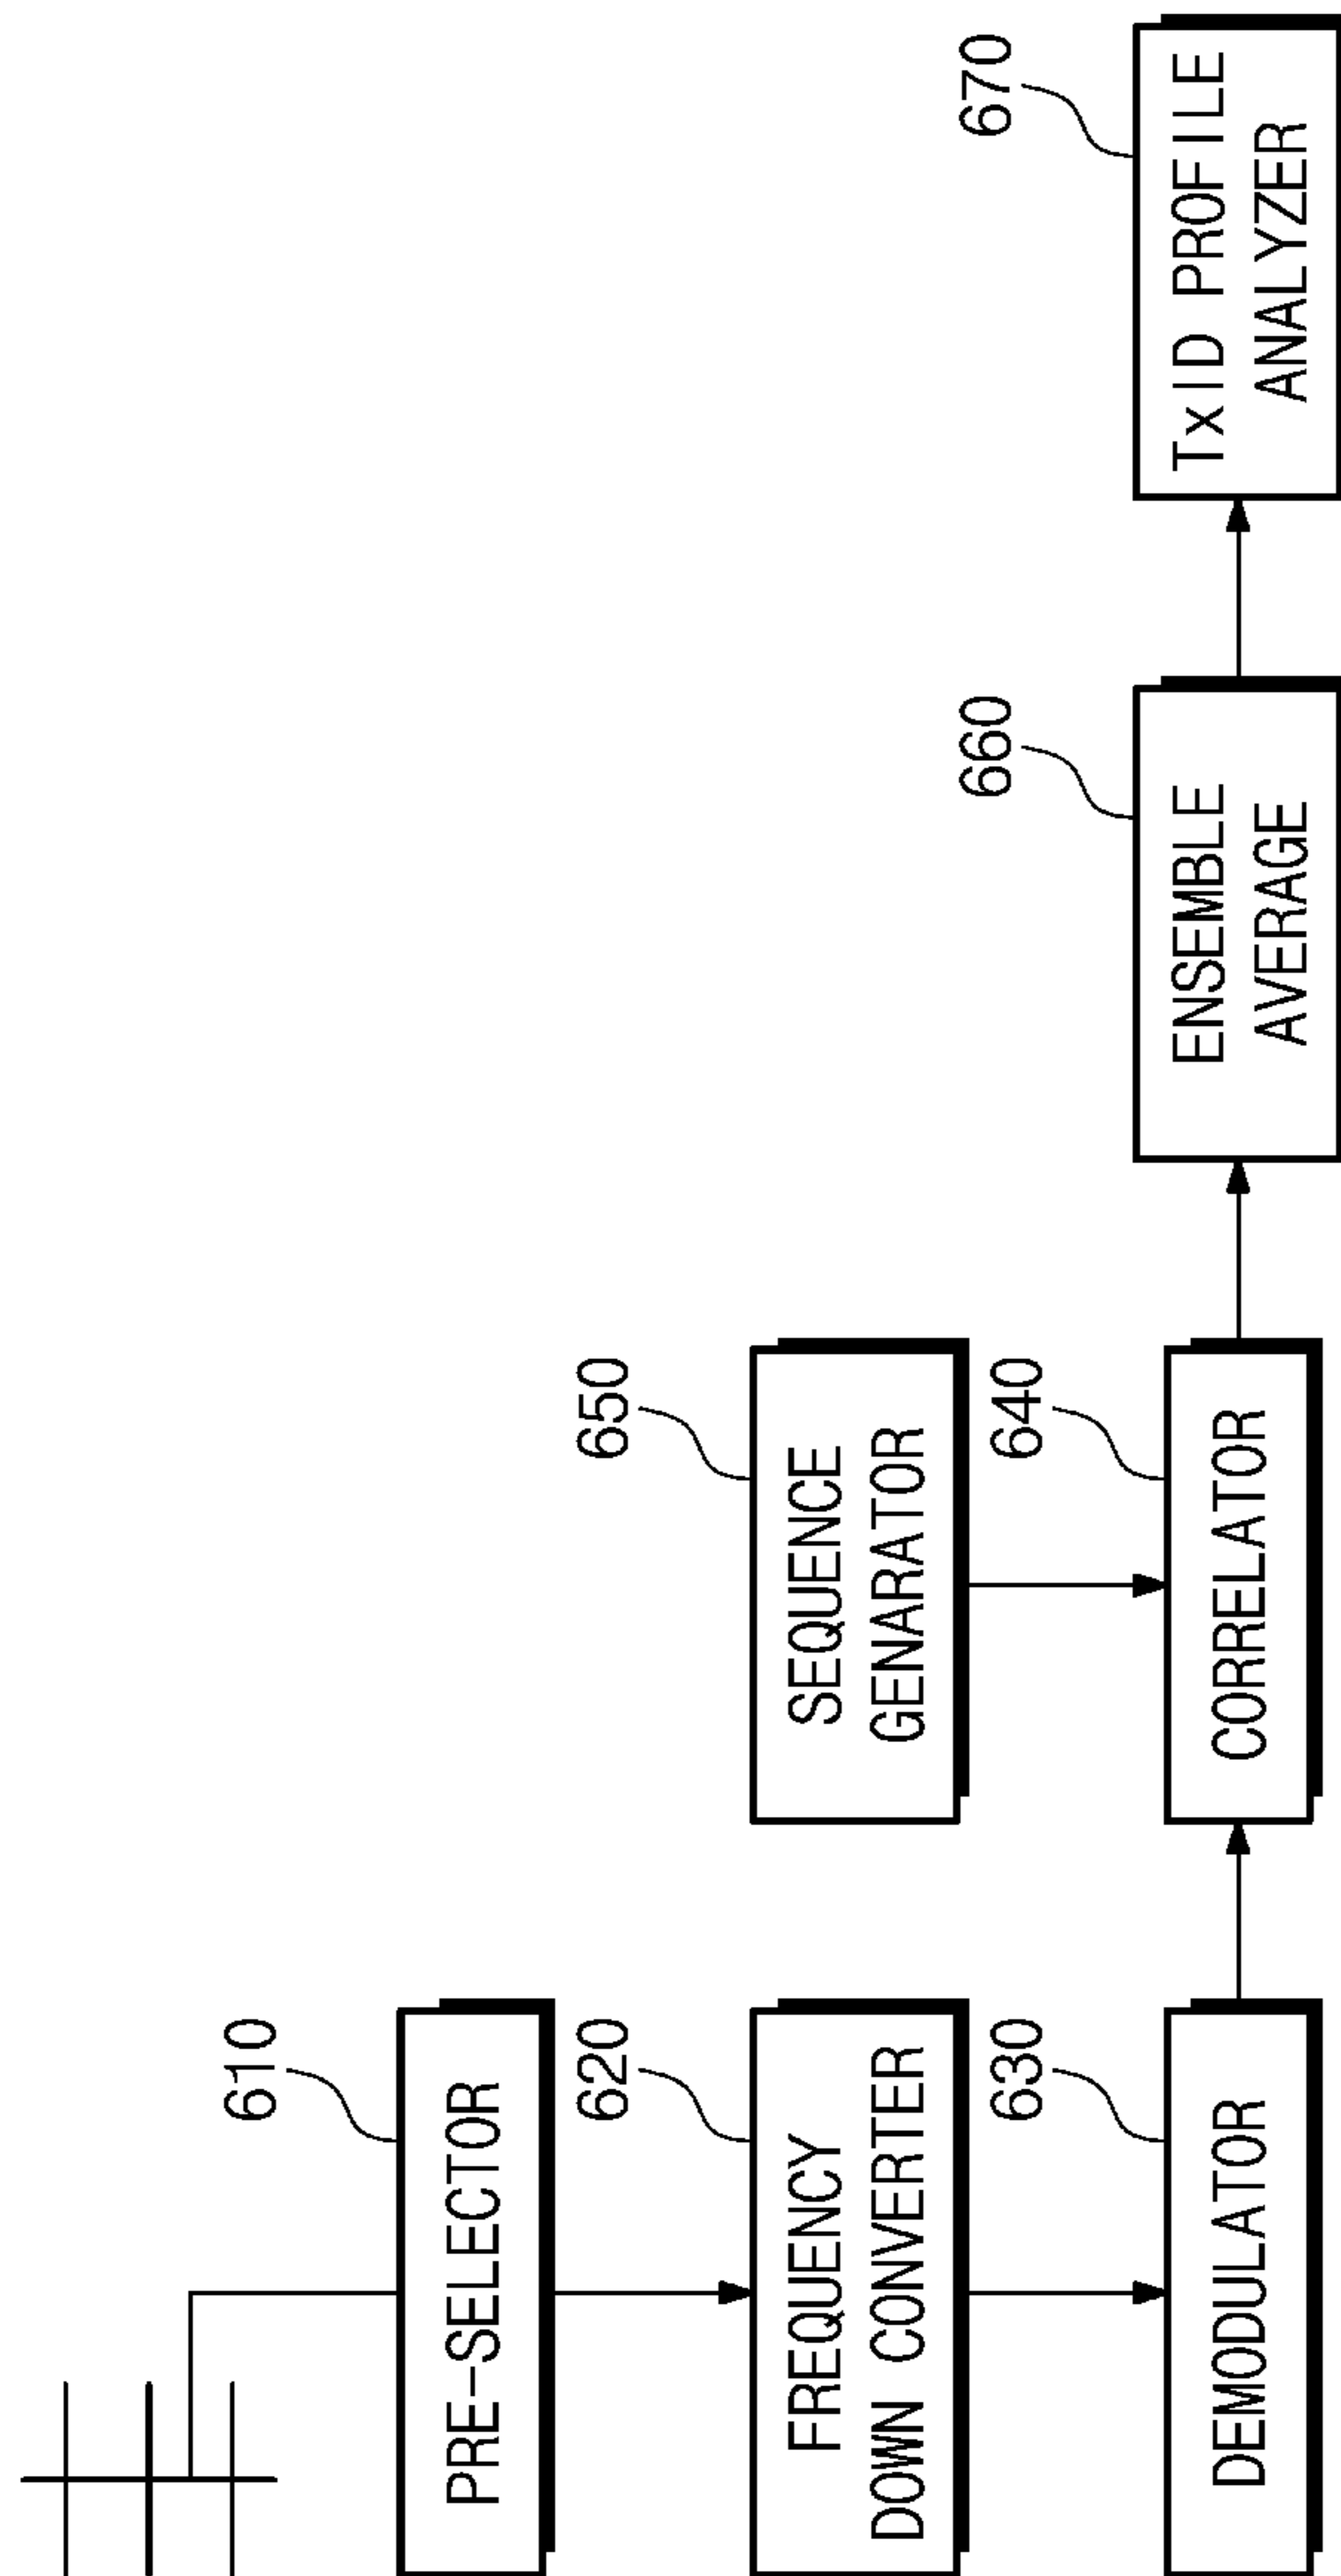 610
PRE-SELECTOR
620
FREQUENCY
DOWN CONVERTER
650
SEQUENCE
GENARATOR
630
DEMODULATOR
640
CORRELATOR
660
ENSEMBLE
AVERAGE
670
TxID PROFILE
ANALYZER